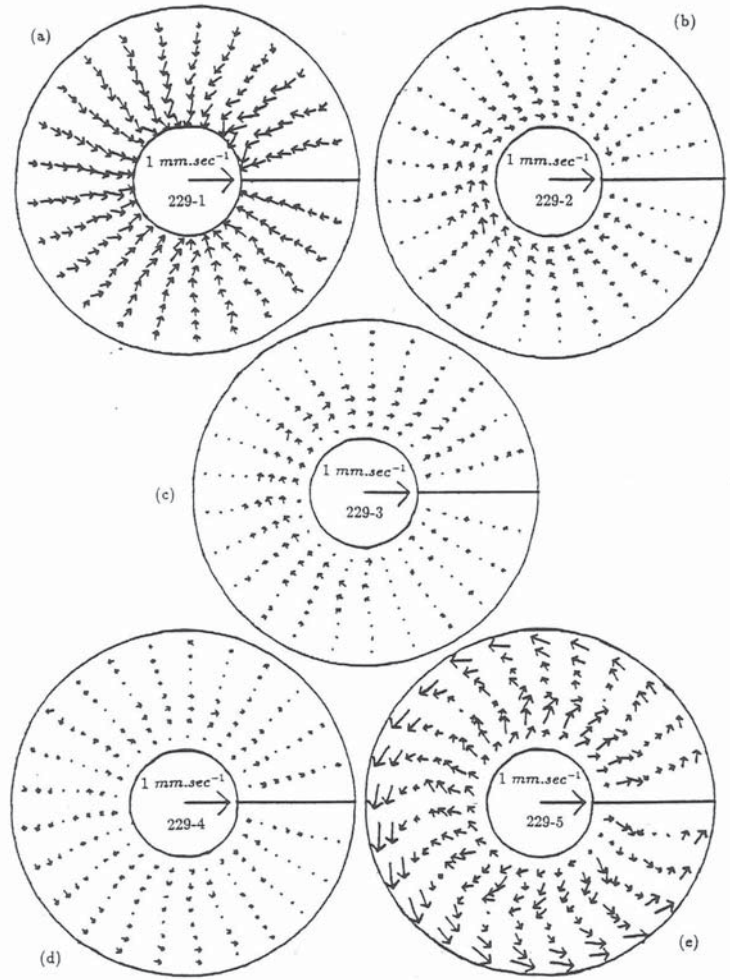 (a)
1 mm.sec⁻¹
229-1
(b)
1 mm.sec⁻¹
229-2
(c)
1 mm.sec⁻¹
229-3
1 mm.sec⁻¹
229-4
(d)
1 mm.sec⁻¹
229-5
(e)